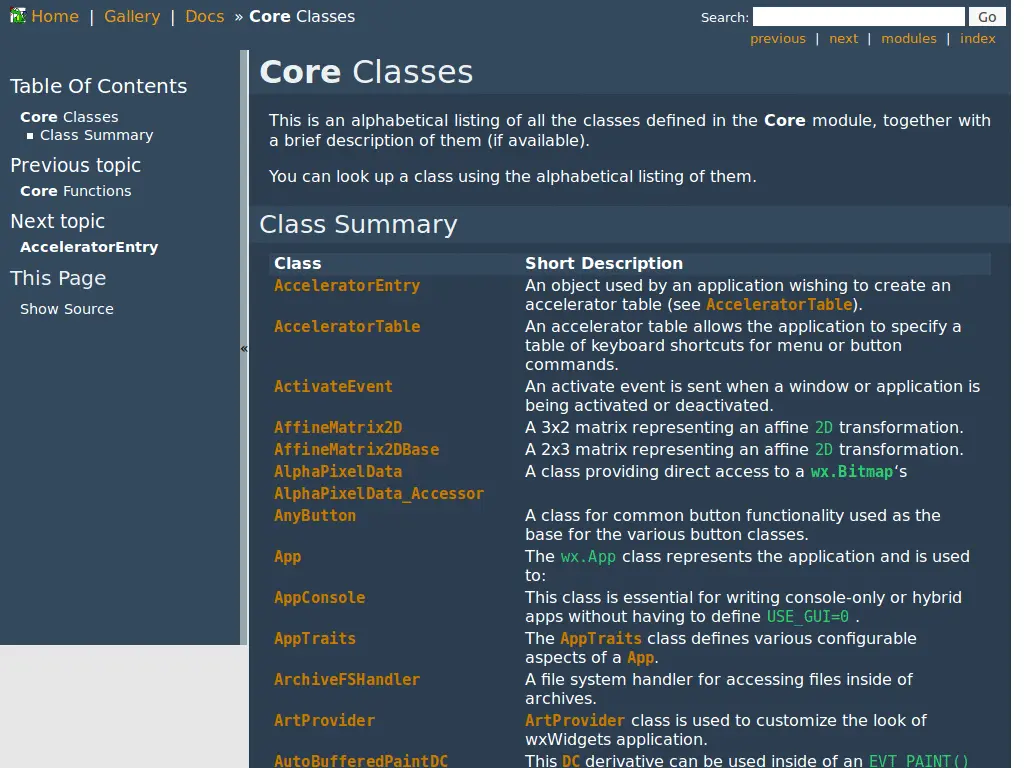 Home | Gallery | Docs » Core Classes
Search: Go
previous | next | modules | index
Table Of Contents
Core Classes
Class Summary
Previous topic
Core Functions
Next topic
AcceleratorEntry
This Page
Show Source
«
Core Classes
This is an alphabetical listing of all the classes defined in the Core module, together with
a brief description of them (if available).
You can look up a class using the alphabetical listing of them.
Class Summary
Class Short Description
AcceleratorEntry An object used by an application wishing to create an
accelerator table (see AcceleratorTable).
AcceleratorTable An accelerator table allows the application to specify a
table of keyboard shortcuts for menu or button
commands.
ActivateEvent An activate event is sent when a window or application is
being activated or deactivated.
AffineMatrix2D A 3x2 matrix representing an affine 2D transformation.
AffineMatrix2DBase A 2x3 matrix representing an affine 2D transformation.
AlphaPixelData A class providing direct access to a wx.Bitmap’s
AlphaPixelData_Accessor
AnyButton A class for common button functionality used as the
base for the various button classes.
App The wx.App class represents the application and is used
to:
AppConsole This class is essential for writing console-only or hybrid
apps without having to define USE_GUI=0 .
AppTraits The AppTraits class defines various configurable
aspects of a App.
ArchiveFSHandler A file system handler for accessing files inside of
archives.
ArtProvider ArtProvider class is used to customize the look of
wxWidgets application.
AutoBufferedPaintDC This DC derivative can be used inside of an EVT_PAINT()